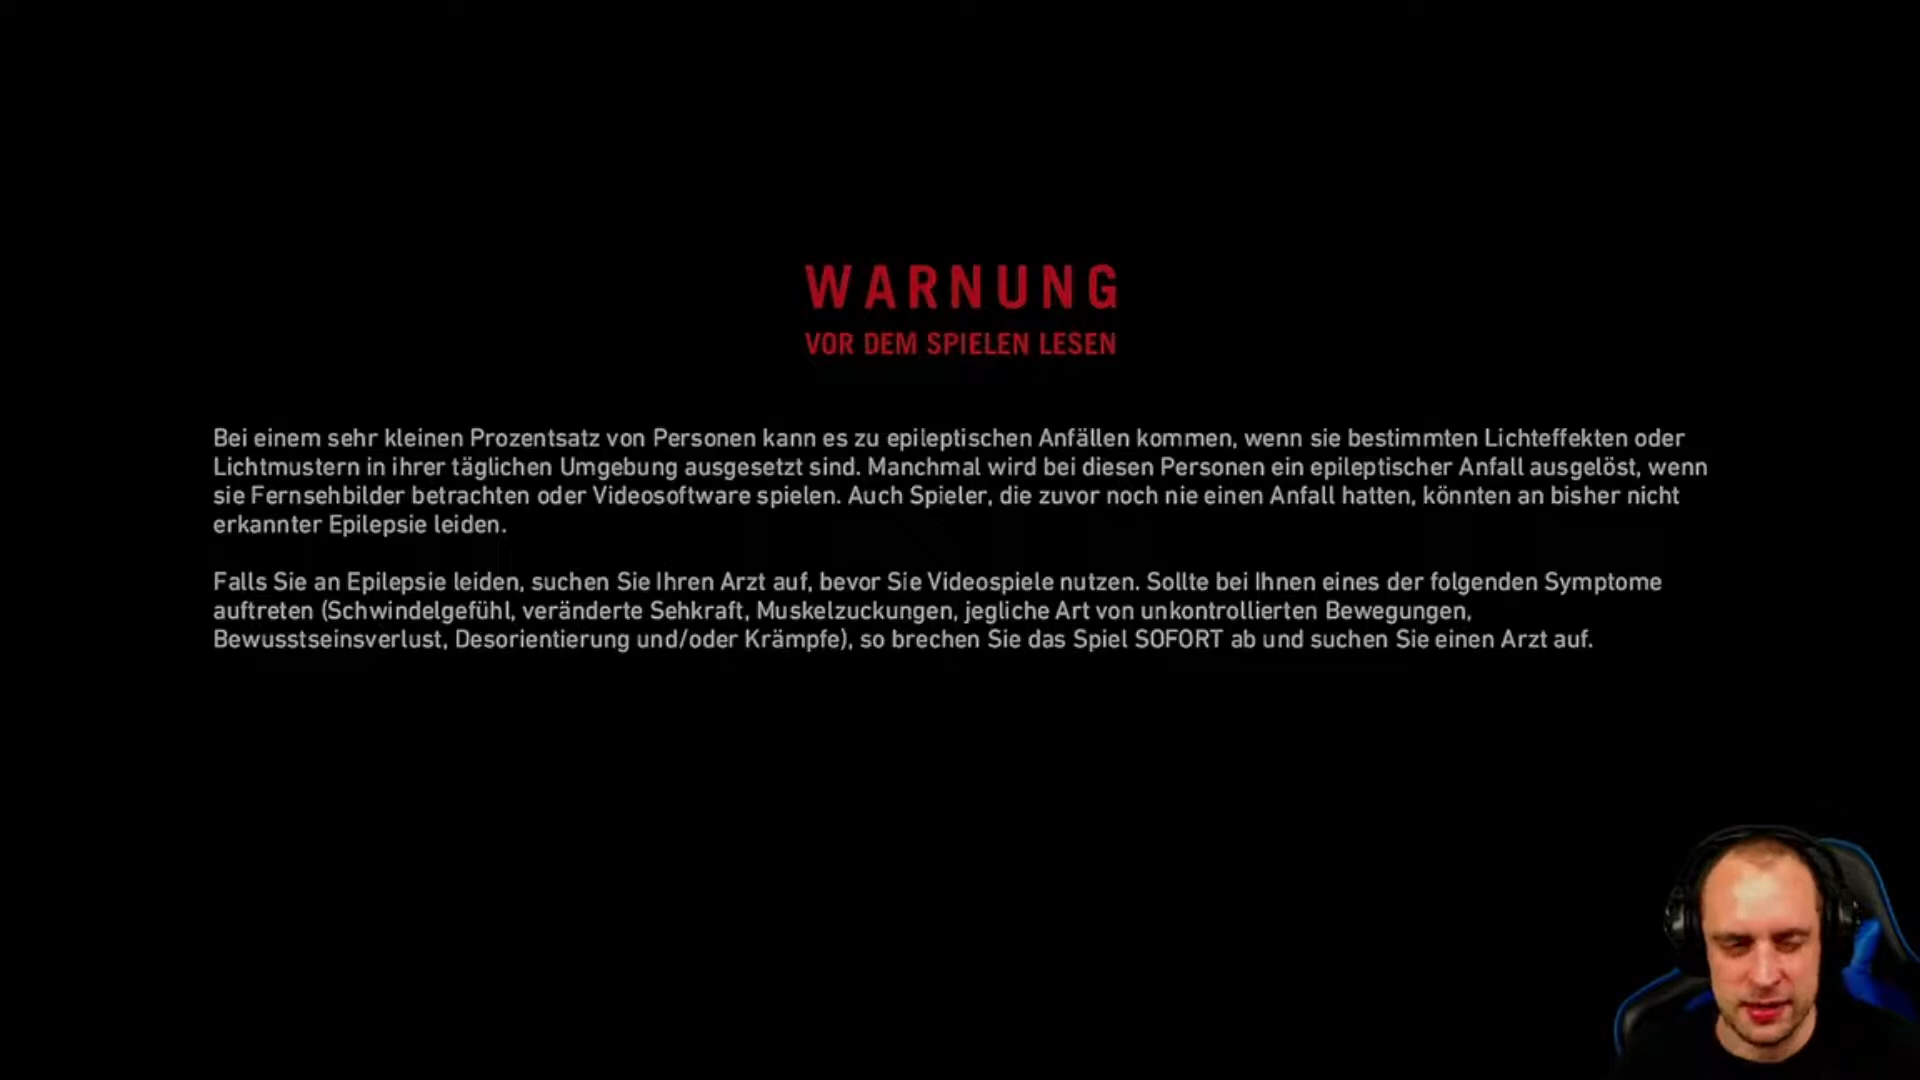 WARNUNG
VOR DEM SPIELEN LESEN
Bei einem sehr kleinen Prozentsatz von Personen kann es zu epileptischen Anfällen kommen, wenn sie bestimmten Lichteffekten oder
Lichtmustern in ihrer täglichen Umgebung ausgesetzt sind. Manchmal wird bei diesen Personen ein epileptischer Anfall ausgelöst, wenn
sie Fernsehbilder betrachten oder Videosoftware spielen. Auch Spieler, die zuvor noch nie einen Anfall hatten, könnten an bisher nicht
erkannter Epilepsie leiden.
Falls Sie an Epilepsie leiden, suchen Sie Ihren Arzt auf, bevor Sie Videospiele nutzen. Sollte bei Ihnen eines der folgenden Symptome
auftreten (Schwindelgefühl, veränderte Sehkraft, Muskelzuckungen, jegliche Art von unkontrollierten Bewegungen,
Bewusstseinsverlust, Desorientierung und/oder Krämpfe), so brechen Sie das Spiel SOFORT ab und suchen Sie einen Arzt auf.